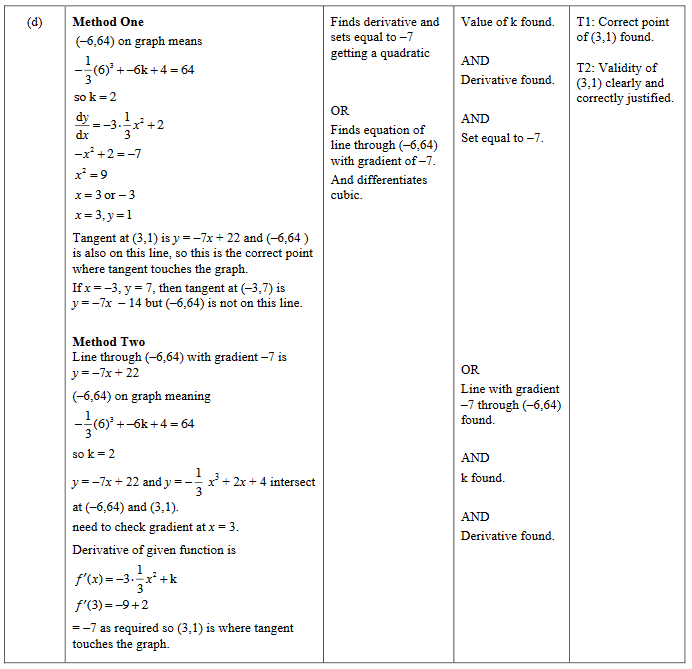 (d)
Method One
(–6,64) on graph means
–1/3(6)³ + –6k + 4 = 64
so k = 2
dy/dx = –3·1/3x² + 2
–x² + 2 = –7
x² = 9
x = 3 or – 3
x = 3, y = 1
Tangent at (3,1) is y = –7x + 22 and (–6,64 )
is also on this line, so this is the correct point
where tangent touches the graph.
If x = –3, y = 7, then tangent at (–3,7) is
y = –7x – 14 but (–6,64) is not on this line.
Method Two
Line through (–6,64) with gradient –7 is
y = –7x + 22
(–6,64) on graph meaning
–1/3(6)³ + –6k + 4 = 64
so k = 2
y = –7x + 22 and y = –1/3 x³ + 2x + 4 intersect
at (–6,64) and (3,1).
need to check gradient at x = 3.
Derivative of given function is
f′(x) = –3·1/3x² + k
f′(3) = –9 + 2
= –7 as required so (3,1) is where tangent
touches the graph.
Finds derivative and
sets equal to –7
getting a quadratic
OR
Finds equation of
line through (–6,64)
with gradient of –7.
And differentiates
cubic.
Value of k found.
AND
Derivative found.
AND
Set equal to –7.
OR
Line with gradient
–7 through (–6,64)
found.
AND
k found.
AND
Derivative found.
T1: Correct point
of (3,1) found.
T2: Validity of
(3,1) clearly and
correctly justified.